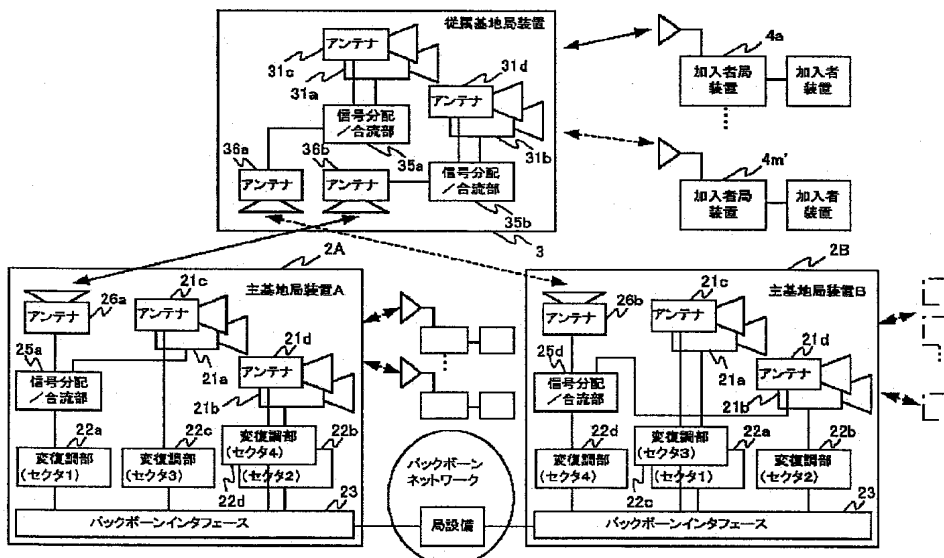 従属基地局装置
アンテナ
31c
31a
31d
アンテナ
信号分配
/合流部
35a
31b
36a
36b
アンテナ
アンテナ
信号分配
/合流部
35b
3
4a
加入者局
装置
加入者
装置
4m'
加入者局
装置
加入者
装置
2A
主基地局装置A
アンテナ
26a
21c
アンテナ
21a
21d
アンテナ
21b
25a
信号分配
/合流部
22a
変復調部
(セクタ1)
22c
変復調部
(セクタ3)
22b
変復調部
(セクタ4)
(セクタ2)
22d
23
バックボーンインタフェース
バックボーン
ネットワーク
局設備
2B
主基地局装置B
アンテナ
26b
21c
アンテナ
21a
21d
アンテナ
21b
25d
信号分配
/合流部
22d
変復調部
(セクタ4)
22a
変復調部
(セクタ3)
(セクタ1)
22c
22b
変復調部
(セクタ2)
23
バックボーンインタフェース